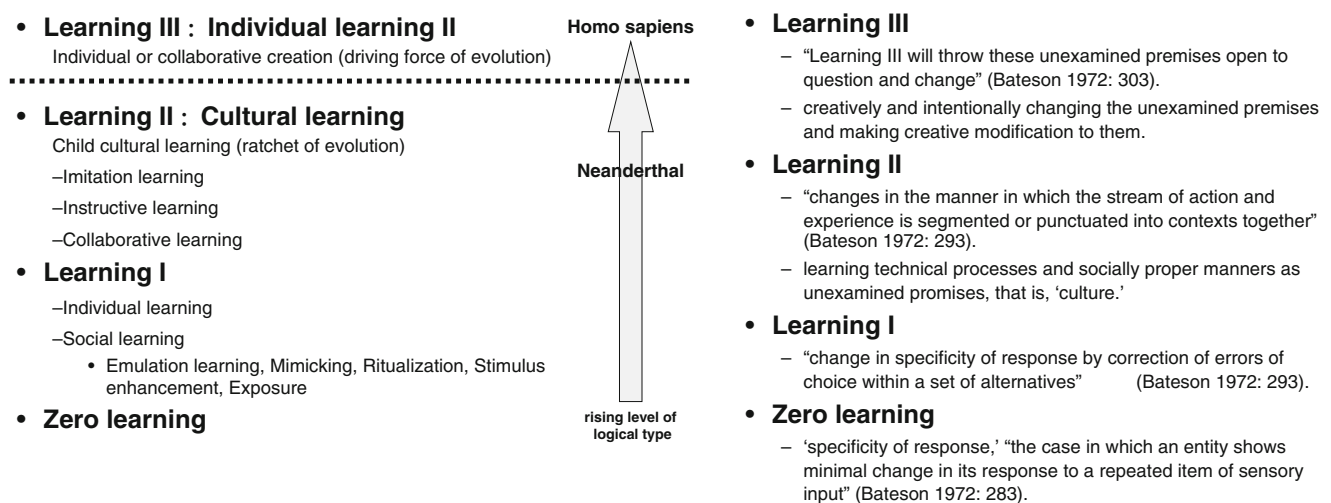 • Learning III : Individual learning II
Individual or collaborative creation (driving force of evolution)
• Learning II : Cultural learning
Child cultural learning (ratchet of evolution)
–Imitation learning
–Instructive learning
–Collaborative learning
• Learning I
–Individual learning
–Social learning
• Emulation learning, Mimicking, Ritualization, Stimulus
enhancement, Exposure
• Zero learning
Homo sapiens
Neanderthal
rising level of
logical type
• Learning III
– “Learning III will throw these unexamined premises open to
question and change” (Bateson 1972: 303).
– creatively and intentionally changing the unexamined premises
and making creative modification to them.
• Learning II
– “changes in the manner in which the stream of action and
experience is segmented or punctuated into contexts together”
(Bateson 1972: 293).
– learning technical processes and socially proper manners as
unexamined promises, that is, ‘culture.’
• Learning I
– “change in specificity of response by correction of errors of
choice within a set of alternatives” (Bateson 1972: 293).
• Zero learning
– ‘specificity of response,’ “the case in which an entity shows
minimal change in its response to a repeated item of sensory
input” (Bateson 1972: 283).